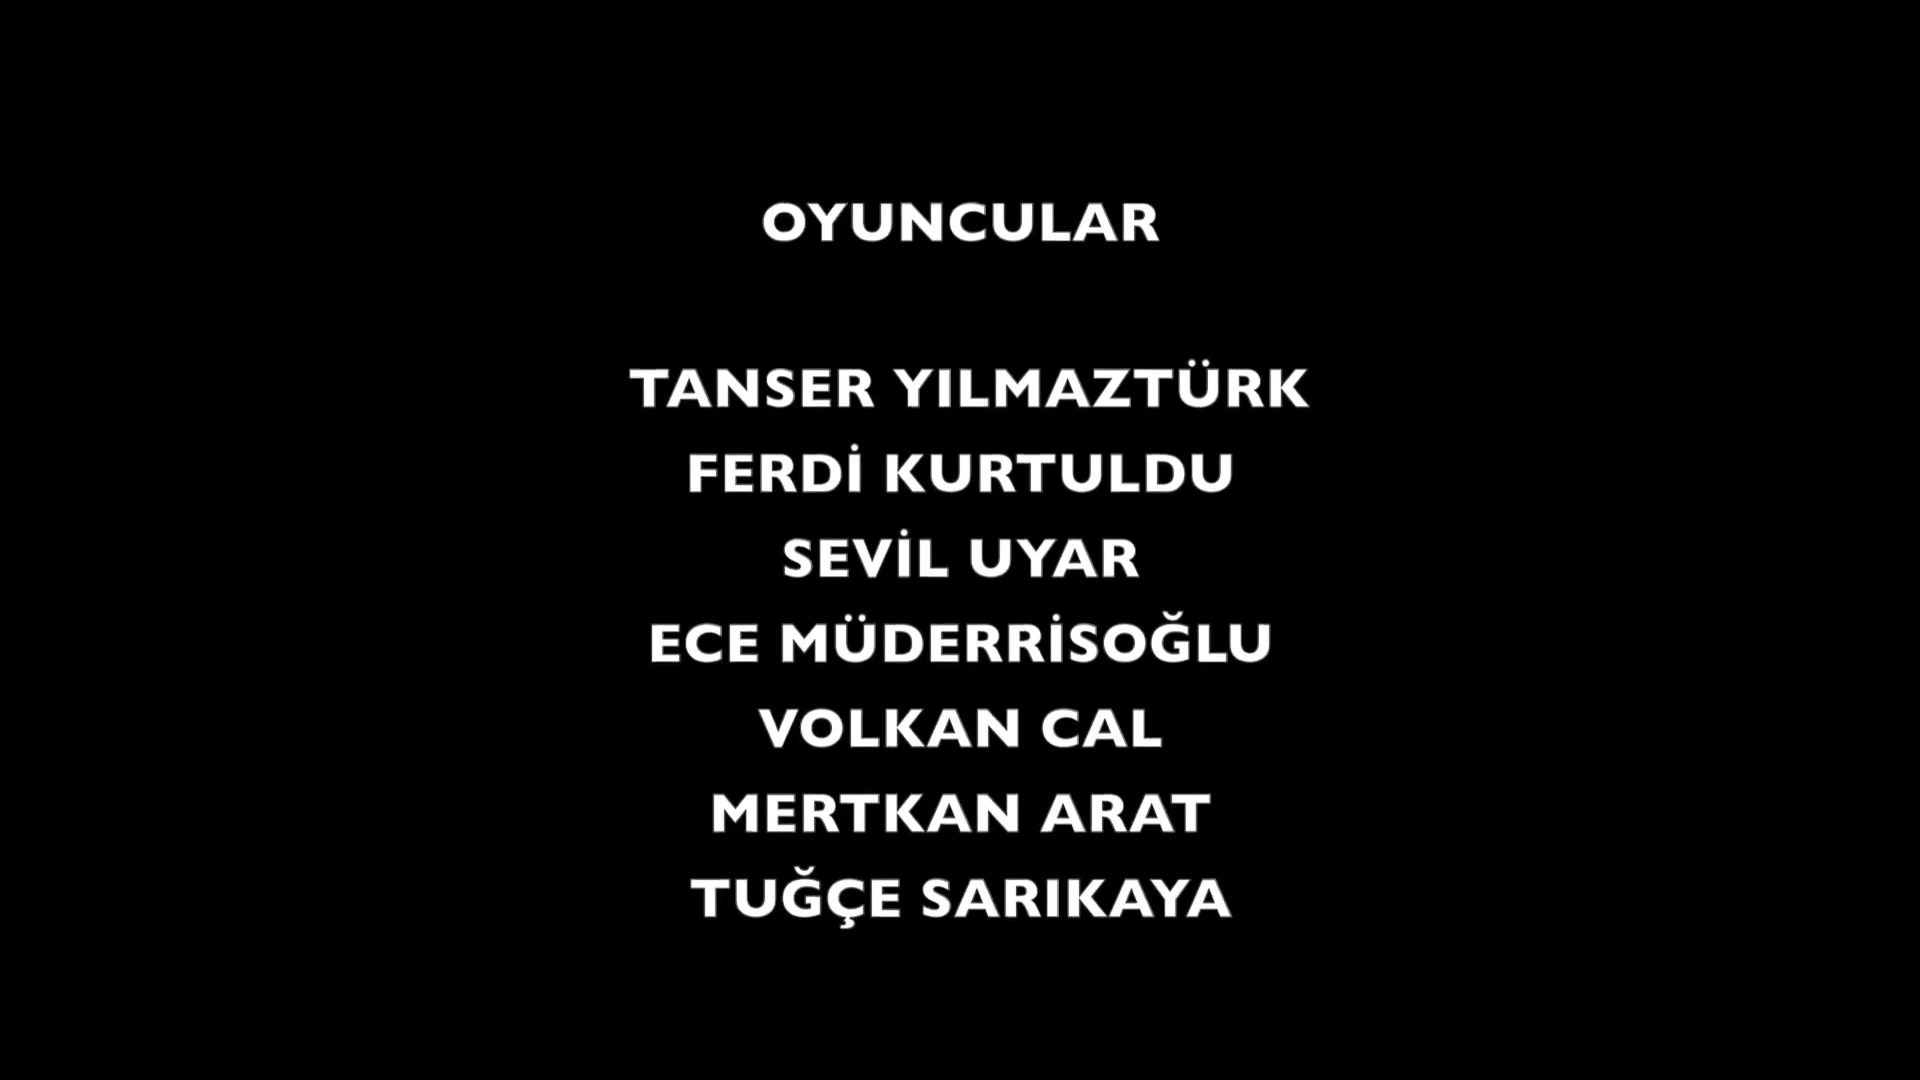 OYUNCULAR
TANSER YILMAZTÜRK
FERDİ KURTULDU
SEVİL UYAR
ECE MÜDERRİSOĞLU
VOLKAN CAL
MERTKAN ARAT
TUĞÇE SARIKAYA